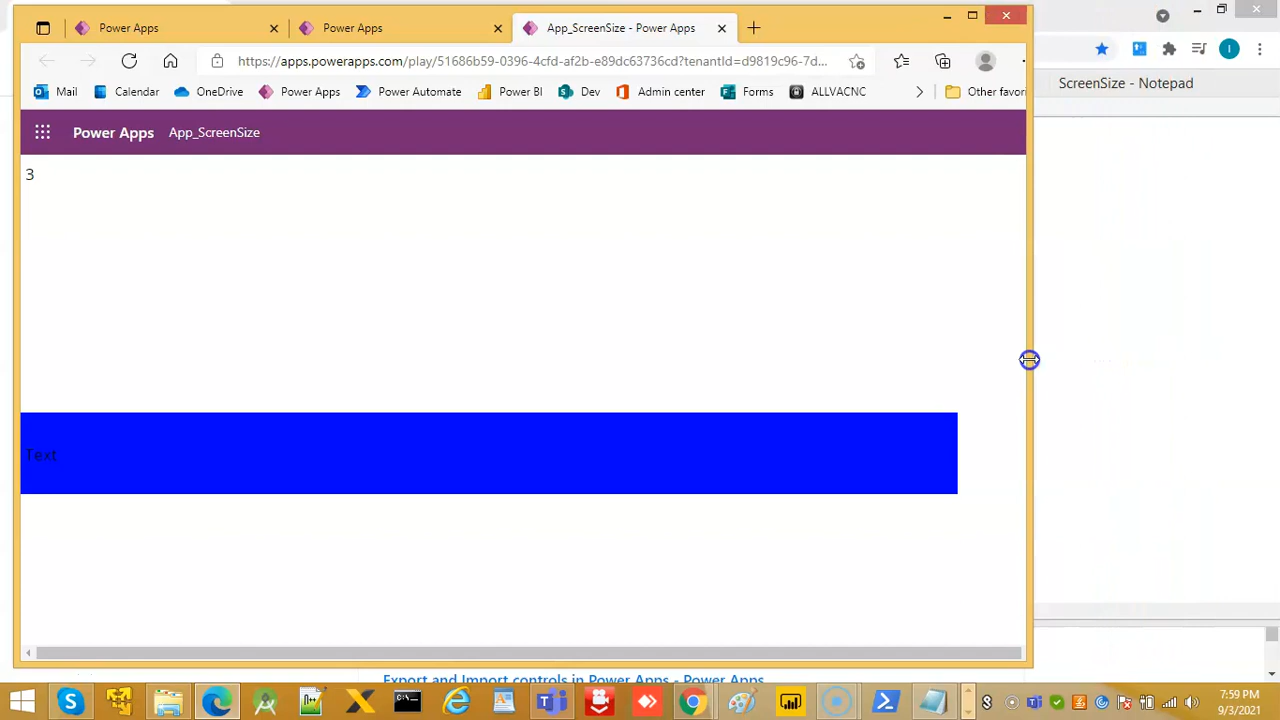 Power Apps
Power Apps
App_ScreenSize - Power Apps
https://apps.powerapps.com/play/5168bb59-0396-4cfd-af2b-e89dc63736cd?tenantId=d9819c96-7d...
Mail
Calendar
OneDrive
Power Apps
Power Automate
Power BI
Dev
Admin center
Forms
ALLVACNC
Other favori
ScreenSize - Notepad
Power Apps App_ScreenSize
3
Text
Export and Import controls in Power Apps - Power Apps
7:59 PM
9/3/2021